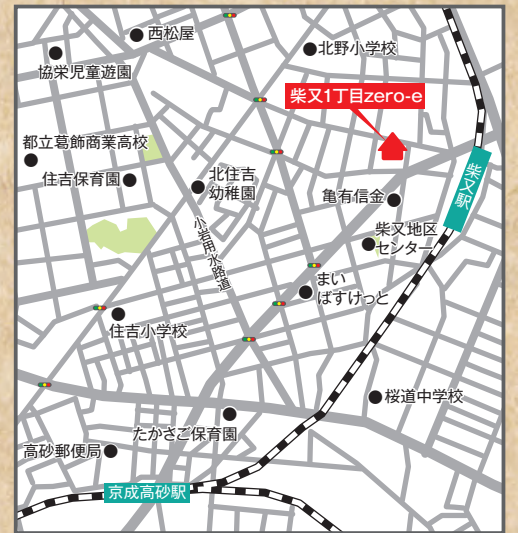 西松屋
北野小学校
協栄児童遊園
柴又1丁目zero-e
都立葛飾商業高校
住吉保育園
北住吉
幼稚園
亀有信金
柴又駅
柴又地区
センター
小岩用水路道
まい
ばすけっと
住吉小学校
桜道中学校
たかさご保育園
高砂郵便局
京成高砂駅